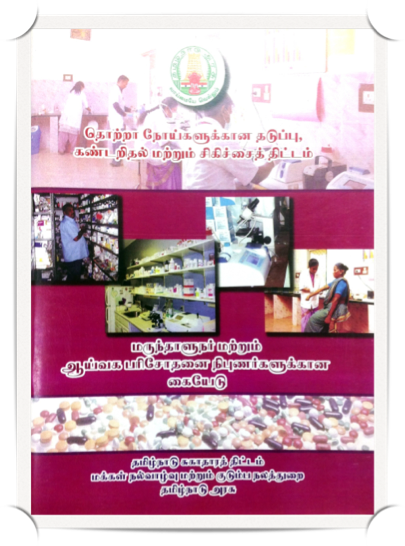 தொற்றா நோய்களுக்கான தடுப்பு,
கண்டறிதல் மற்றும் சிகிச்சைத் திட்டம்
மருந்தாளுநர் மற்றும்
ஆய்வக பரிசோதனை நிபுணர்களுக்கான
கையேடு
தமிழ்நாடு சுகாதாரத் திட்டம்
மக்கள் நல்வாழ்வு மற்றும் குடும்பநலத்துறை
தமிழ்நாடு அரசு